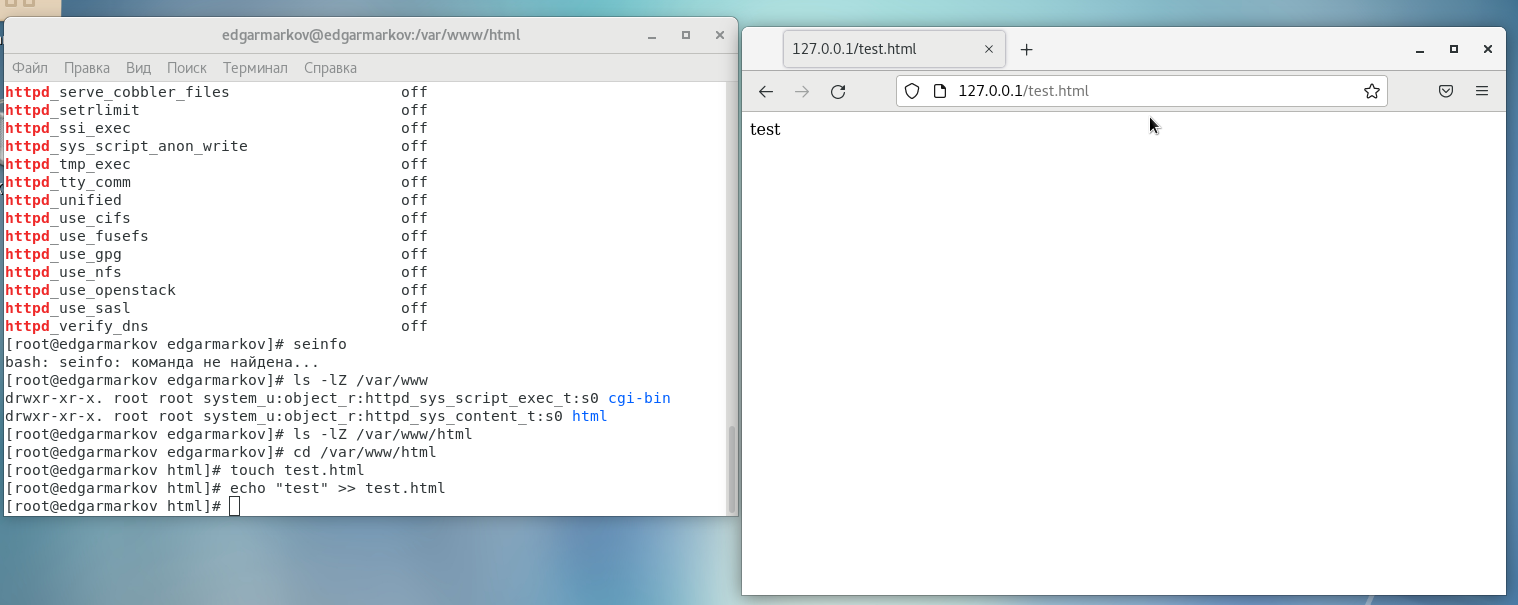 edgarmarkov@edgarmarkov:/var/www/html
Файл Правка Вид Поиск Терминал Справка
httpd_serve_cobbler_files off
httpd_setrlimit off
httpd_ssi_exec off
httpd_sys_script_anon_write off
httpd_tmp_exec off
httpd_tty_comm off
httpd_unified off
httpd_use_cifs off
httpd_use_fusefs off
httpd_use_gpg off
httpd_use_nfs off
httpd_use_openstack off
httpd_use_sasl off
httpd_verify_dns off
[root@edgarmarkov edgarmarkov]# seinfo
bash: seinfo: команда не найдена...
[root@edgarmarkov edgarmarkov]# ls -lZ /var/www
drwxr-xr-x. root root system_u:object_r:httpd_sys_script_exec_t:s0 cgi-bin
drwxr-xr-x. root root system_u:object_r:httpd_sys_content_t:s0 html
[root@edgarmarkov edgarmarkov]# ls -lZ /var/www/html
[root@edgarmarkov edgarmarkov]# cd /var/www/html
[root@edgarmarkov html]# touch test.html
[root@edgarmarkov html]# echo "test" >> test.html
[root@edgarmarkov html]#
127.0.0.1/test.html
127.0.0.1/test.html
test